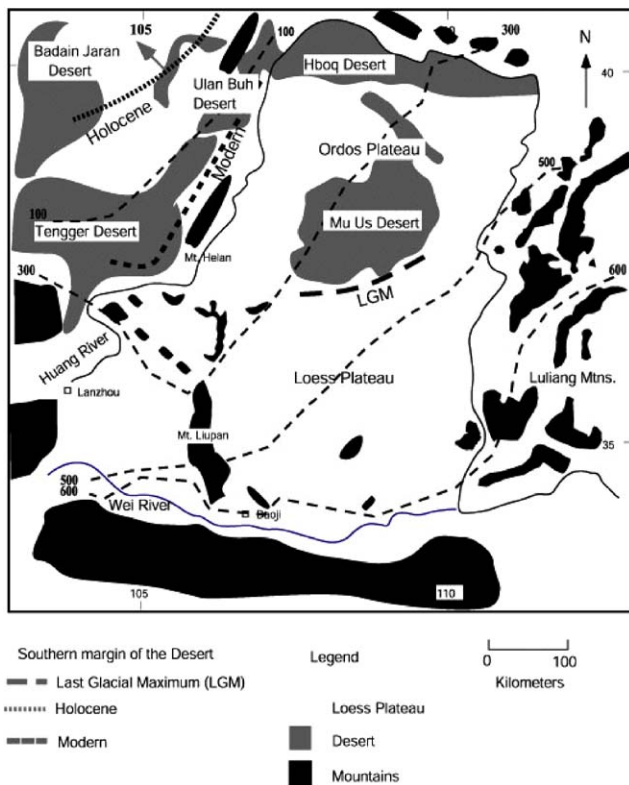 105
100
300
N
Badain Jaran
Desert
Ulan Buh
Desert
Hboq Desert
40
Holocene
Modern
Ordos Plateau
500
100
Tengger Desert
Mu Us Desert
Mt. Helan
300
600
LGM
Huang River
Lanzhou
Loess Plateau
Luliang Mtns.
Mt. Liupan
35
500
600
Wei River
Baoji
105
110
Southern margin of the Desert
Legend
0 100
Kilometers
Last Glacial Maximum (LGM)
Holocene
Loess Plateau
Modern
Desert
Mountains